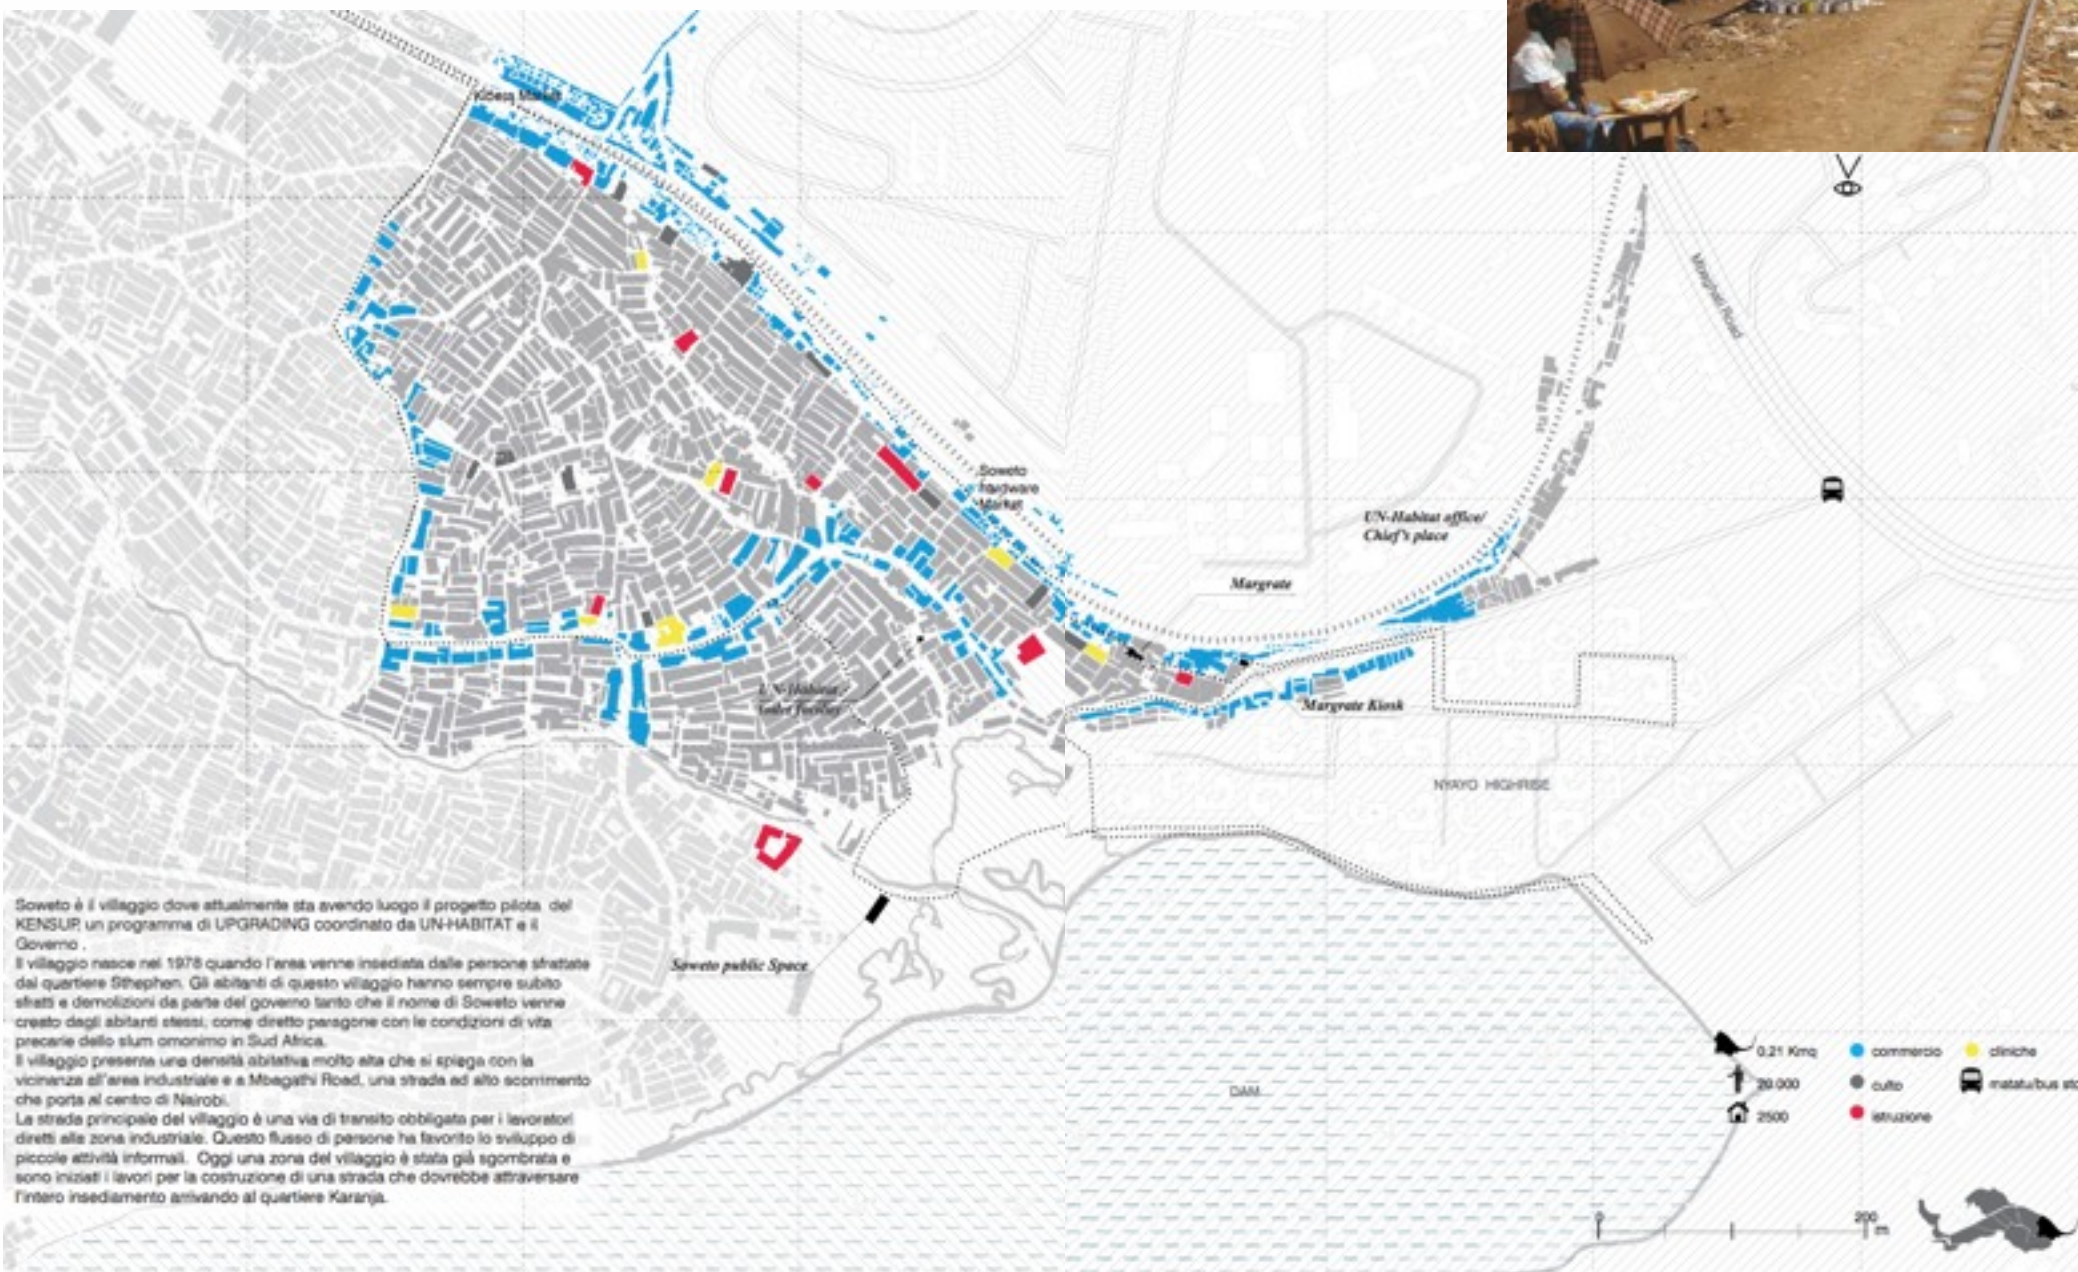 Soweto
hardware
Market
Mbagathi Road
UN-Habitat office/
Chief's place
Margrate
Margrate Kiosk
UN-Habitat
toilet facility
NYAYO HIGHRISE
Soweto public Space
DAM
Soweto è il villaggio dove attualmente sta avendo luogo il progetto pilota del
KENSUP, un programma di UPGRADING coordinato da UN-HABITAT e il
Governo .
Il villaggio nasce nel 1978 quando l'area venne insediata dalle persone sfrattate
dal quartiere Sthephen. Gli abitanti di questo villaggio hanno sempre subito
sfratti e demolizioni da parte del governo tanto che il nome di Soweto venne
creato dagli abitanti stessi, come diretto paragone con le condizioni di vita
precarie dello slum omonimo in Sud Africa.
Il villaggio presenta una densità abitativa molto alta che si spiega con la
vicinanza all'area industriale e a Mbagathi Road, una strada ad alto scorrimento
che porta al centro di Nairobi.
La strada principale del villaggio è una via di transito obbligata per i lavoratori
diretti alla zona industriale. Questo flusso di persone ha favorito lo sviluppo di
piccole attività informali. Oggi una zona del villaggio è stata già sgombrata e
sono iniziati i lavori per la costruzione di una strada che dovrebbe attraversare
l'intero insediamento arrivando al quartiere Karanja.
0.21 Kmq
20.000
2500
commercio
culto
istruzione
cliniche
matatu/bus sto
0
200
m